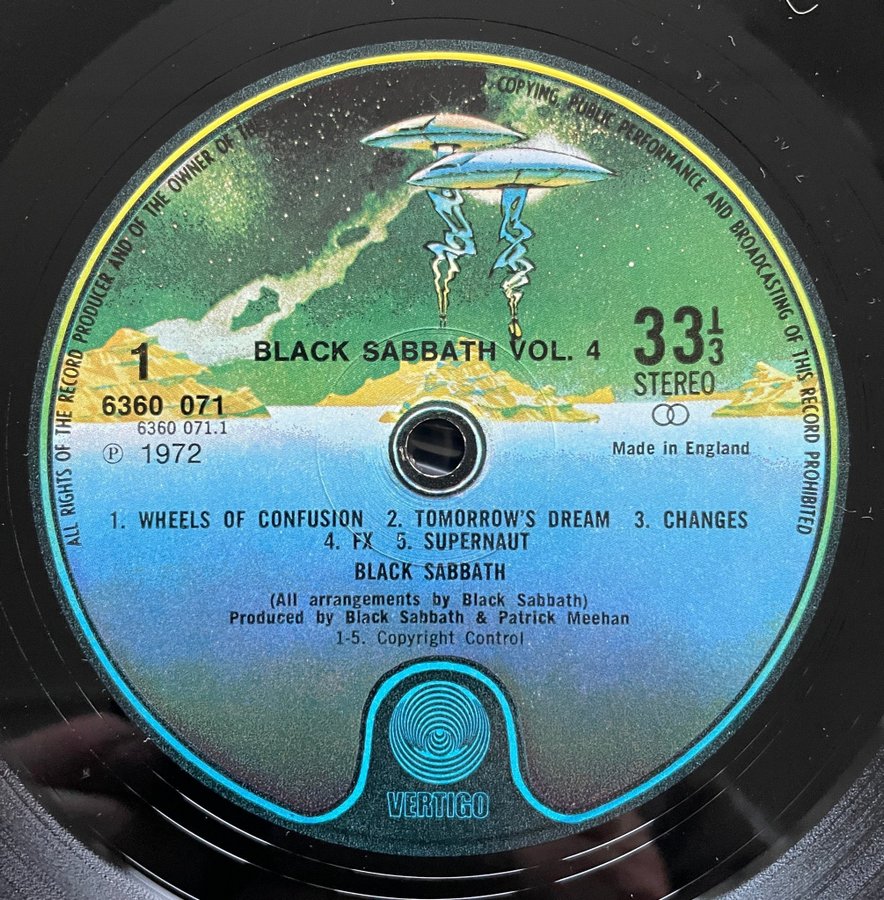 ALL RIGHTS OF THE RECORD PRODUCER AND OF THE OWNER OF
COPYING, PUBLIC PERFORMANCE AND BROADCASTING OF THIS RECORD PROHIBITED
1
BLACK SABBATH VOL. 4
33⅓
STEREO
6360 071
6360 071.1
Ⓟ 1972
Made in England
1. WHEELS OF CONFUSION 2. TOMORROW'S DREAM 3. CHANGES
4. FX 5. SUPERNAUT
BLACK SABBATH
(All arrangements by Black Sabbath)
Produced by Black Sabbath & Patrick Meehan
1-5. Copyright Control
VERTIGO